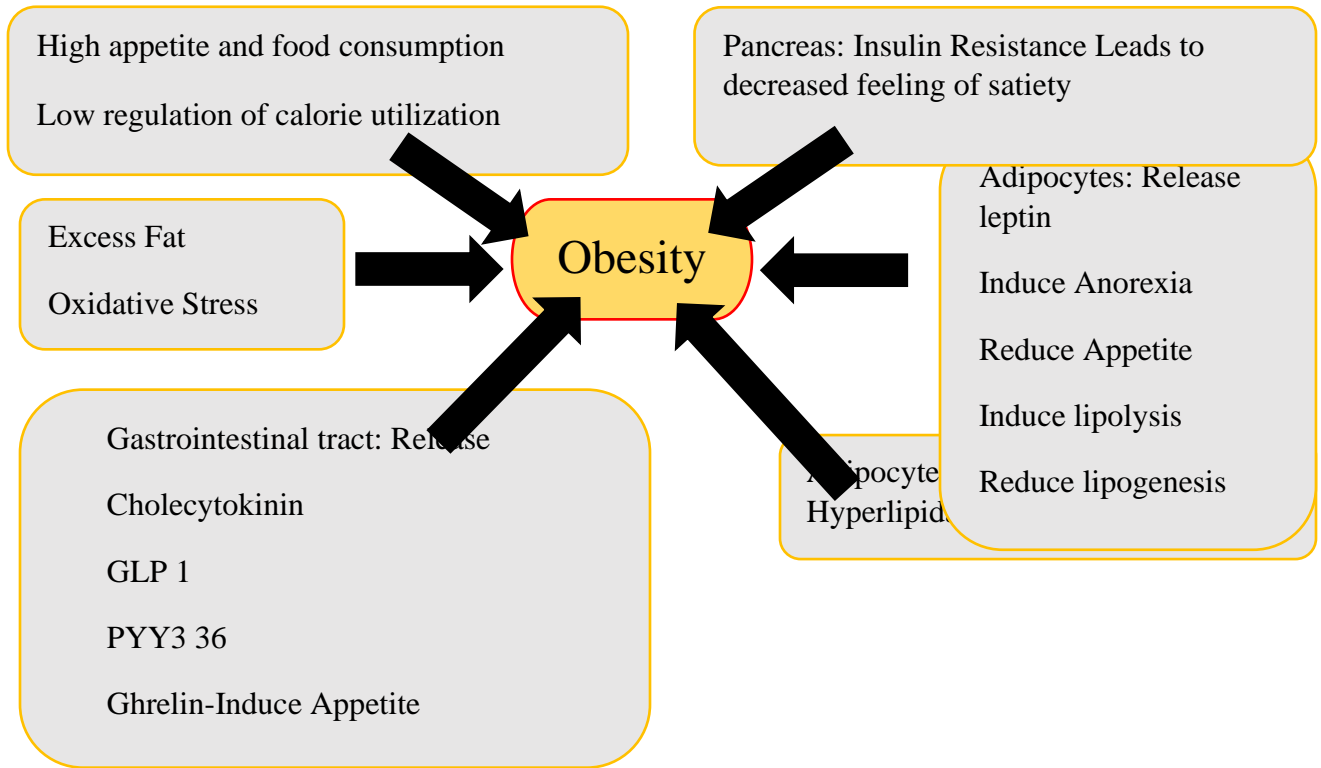 High appetite and food consumption
Low regulation of calorie utilization
Pancreas: Insulin Resistance Leads to
decreased feeling of satiety
Excess Fat
Oxidative Stress
Obesity
Adipocytes: Release
leptin
Induce Anorexia
Reduce Appetite
Induce lipolysis
Reduce lipogenesis
Gastrointestinal tract: Release
Cholecytokinin
GLP 1
PYY3 36
Ghrelin-Induce Appetite